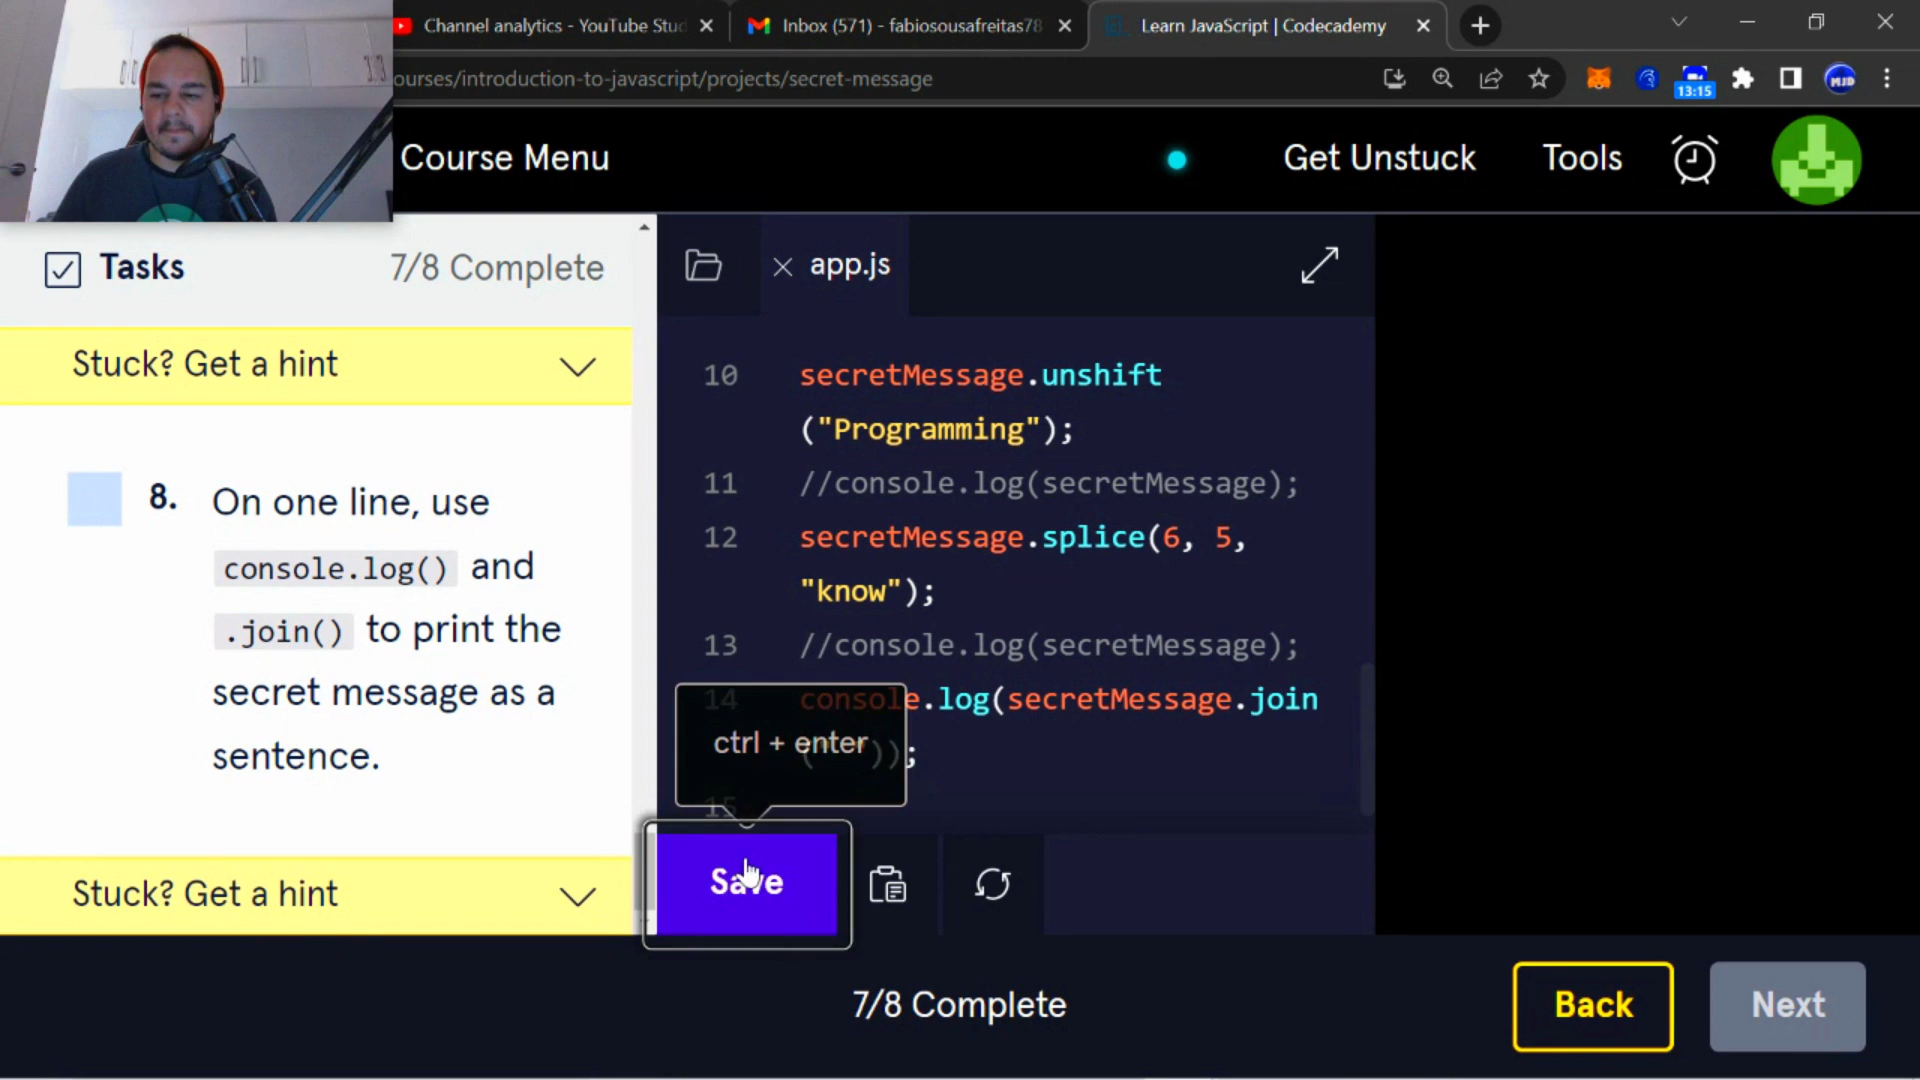 Channel analytics - YouTube Stud
Inbox (571) - fabiosousafreitas78
Learn JavaScript | Codecademy
ourses/introduction-to-javascript/projects/secret-message
13:15
MJD
Course Menu
Get Unstuck
Tools
Tasks
7/8 Complete
Stuck? Get a hint
8. On one line, use
console.log() and
.join() to print the
secret message as a
sentence.
Stuck? Get a hint
app.js
10 secretMessage.unshift
("Programming");
11 //console.log(secretMessage);
12 secretMessage.splice(6, 5,
"know");
13 //console.log(secretMessage);
14 console.log(secretMessage.join
(" "));
15
ctrl + enter
Save
7/8 Complete
Back
Next